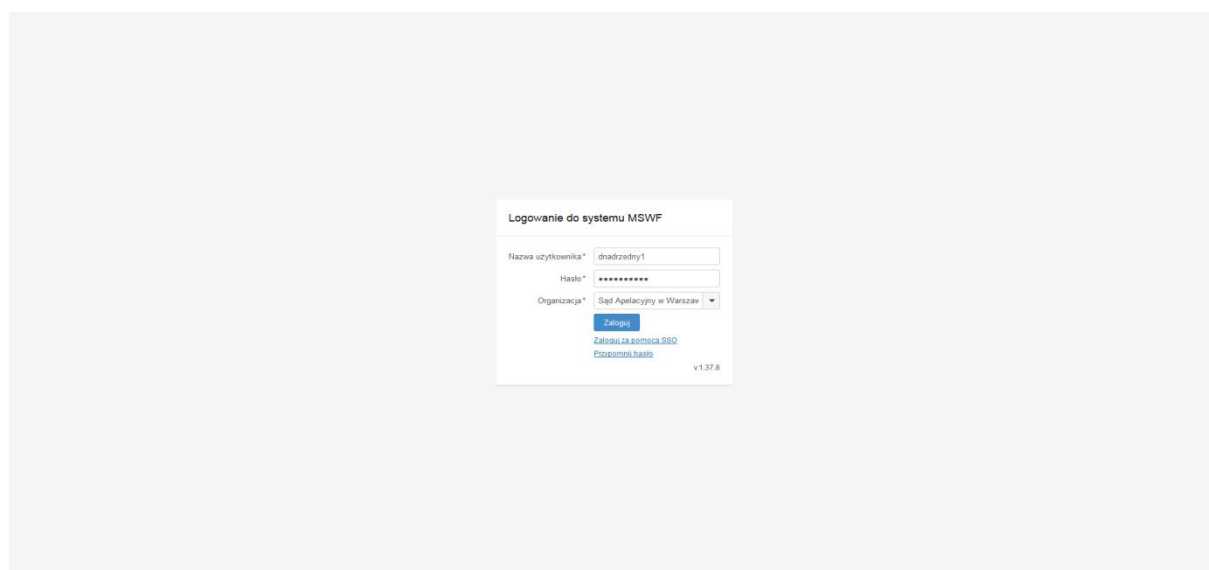 Logowanie do systemu MSWF
Nazwa użytkownika* dnadrzedny1
Hasło* ••••••••••
Organizacja* Sąd Apelacyjny w Warszaw
Zaloguj
Zaloguj za pomocą SSO
Przypomnij hasło
v.1.37.8